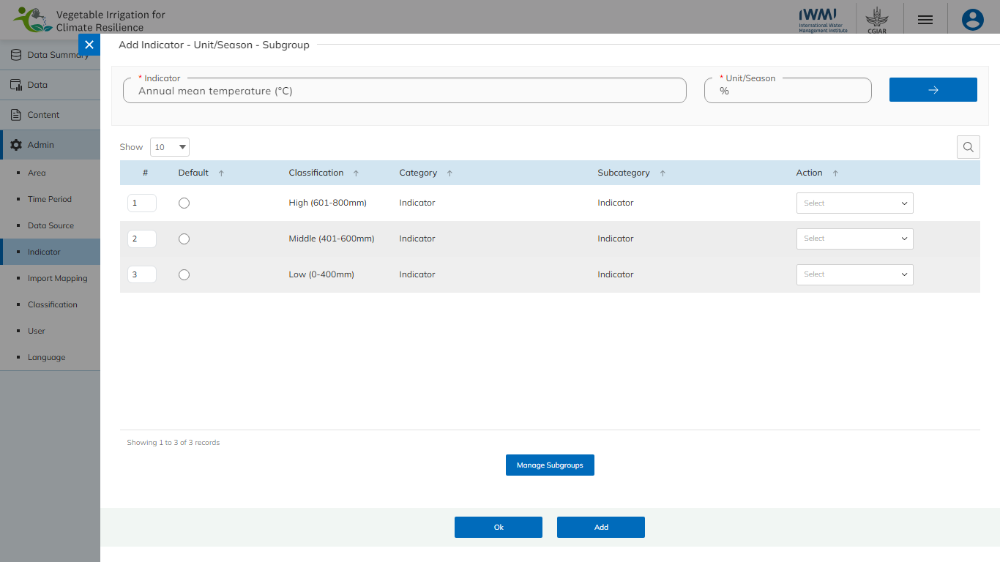 Vegetable Irrigation for
Climate Resilience
IWMI
International Water
Management Institute
CGIAR
Data Summary
Data
Content
Admin
Area
Time Period
Data Source
Indicator
Import Mapping
Classification
User
Language
Add Indicator - Unit/Season - Subgroup
* Indicator
Annual mean temperature (°C)
* Unit/Season
%
Show 10
# Default Classification Category Subcategory Action
1 High (601-800mm) Indicator Indicator Select
2 Middle (401-600mm) Indicator Indicator Select
3 Low (0-400mm) Indicator Indicator Select
Showing 1 to 3 of 3 records
Manage Subgroups
Ok Add